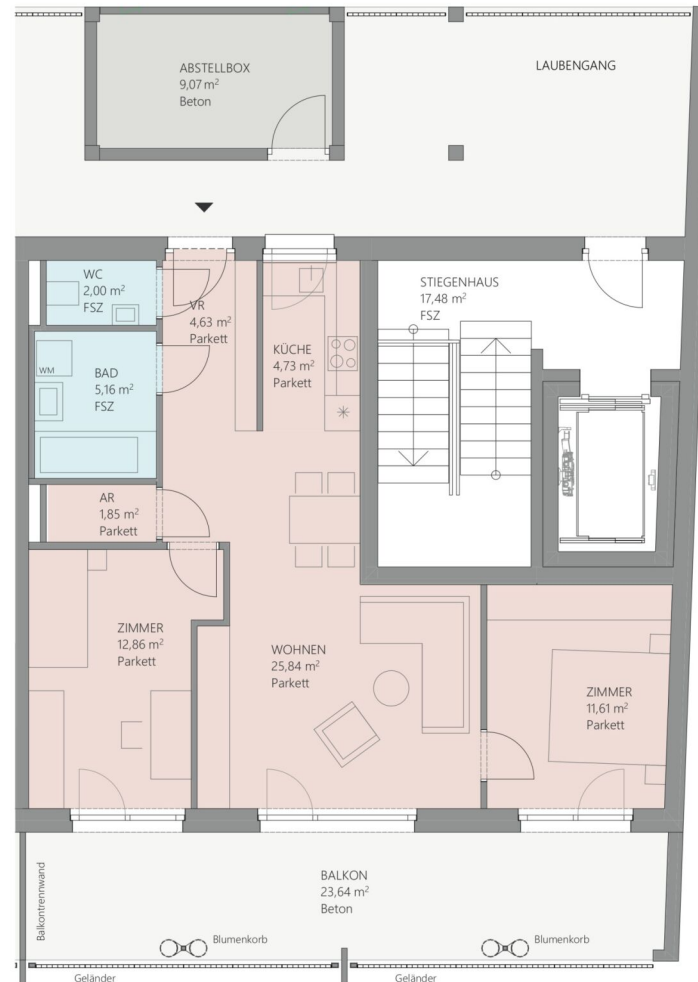 ABSTELLBOX
9,07 m²
Beton
LAUBENGANG
WC
2,00 m²
FSZ
VR
4,63 m²
Parkett
STIEGENHAUS
17,48 m²
FSZ
KÜCHE
4,73 m²
Parkett
WM
BAD
5,16 m²
FSZ
AR
1,85 m²
Parkett
ZIMMER
12,86 m²
Parkett
WOHNEN
25,84 m²
Parkett
ZIMMER
11,61 m²
Parkett
Balkontrennwand
BALKON
23,64 m²
Beton
Blumenkorb
Blumenkorb
Geländer
Geländer